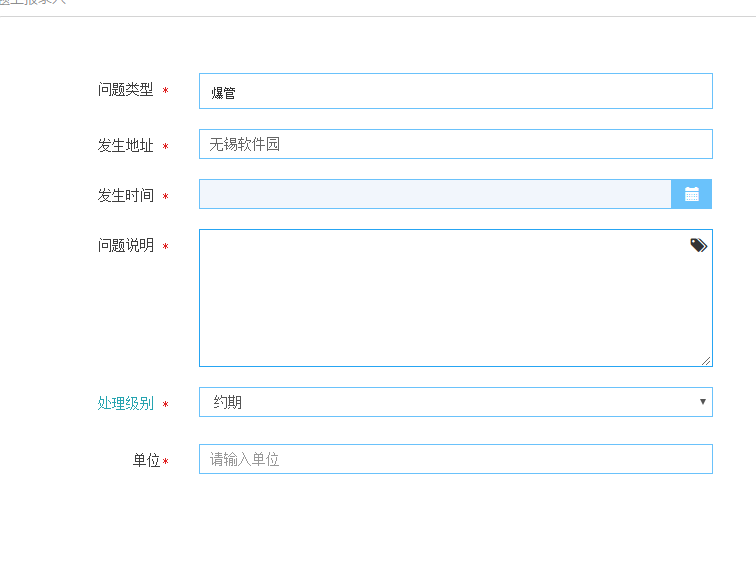 问题类型 *
爆管
发生地址 *
无锡软件园
发生时间 *
问题说明 *
处理级别 *
约期
单位*
请输入单位